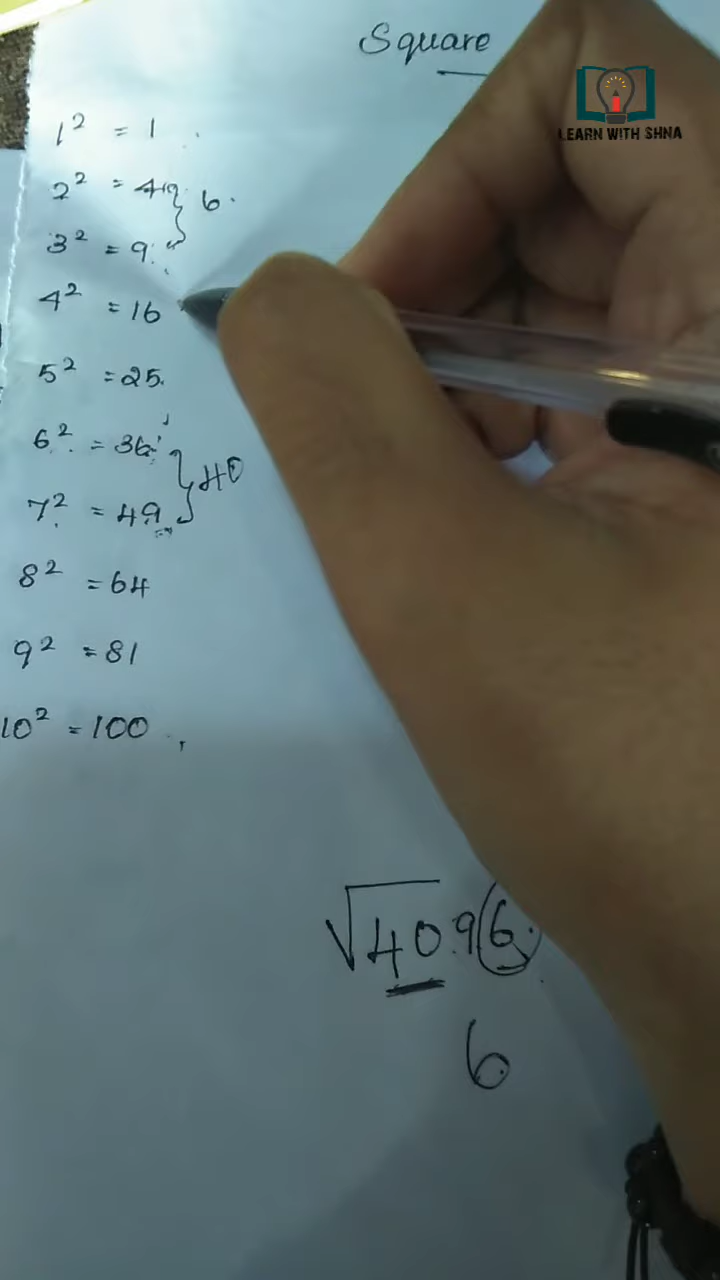 Square
LEARN WITH SHNA
1² = 1
2² = 4
6.
3² = 9
4² = 16
5² = 25
6² = 36
40
7² = 49
8² = 64
9² = 81
10² = 100
√4096
6